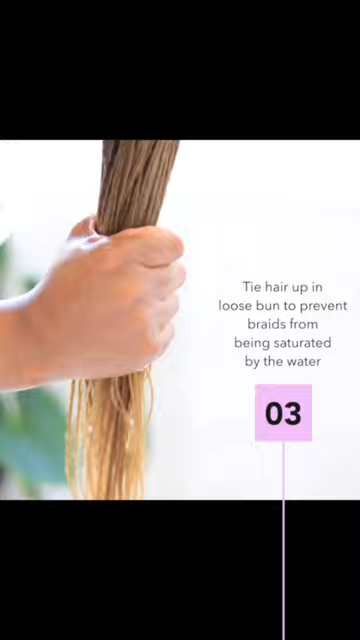 Tie hair up in
loose bun to prevent
braids from
being saturated
by the water
03